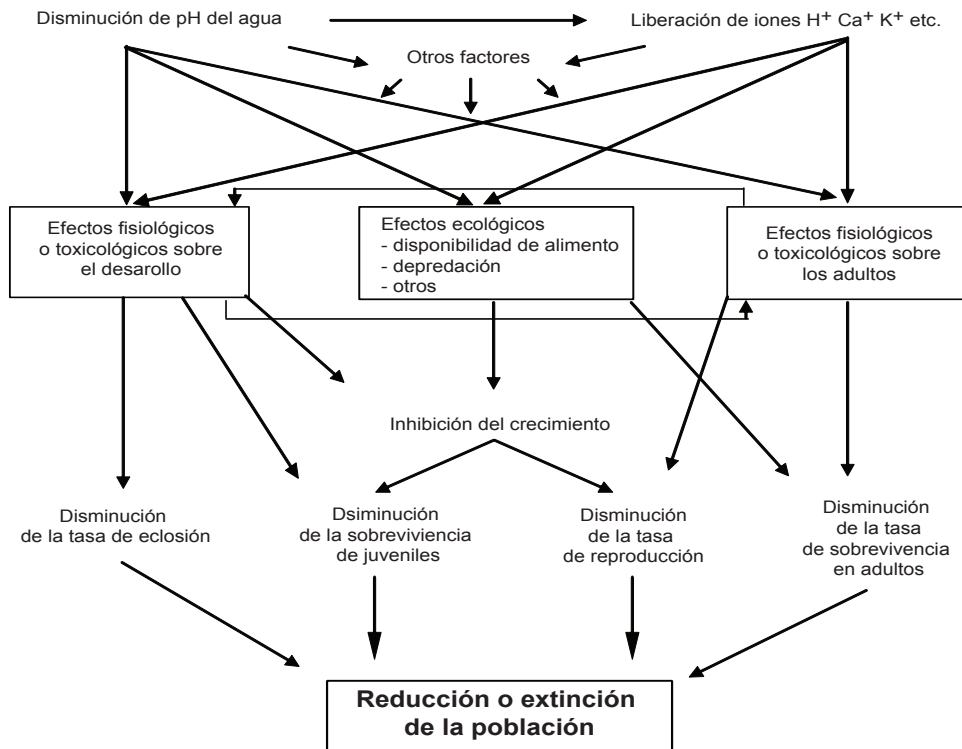 Disminución de pH del agua
Liberación de iones H+ Ca+ K+ etc.
Otros factores
Efectos fisiológicos
o toxicológicos sobre
el desarollo
Efectos ecológicos
- disponibilidad de alimento
- depredación
- otros
Efectos fisiológicos
o toxicológicos sobre
los adultos
Inhibición del crecimiento
Disminución
de la tasa de eclosión
Dsiminución
de la sobreviviencia
de juveniles
Disminución
de la tasa
de reproducción
Disminución
de la tasa
de sobrevivencia
en adultos
Reducción o extinción
de la población